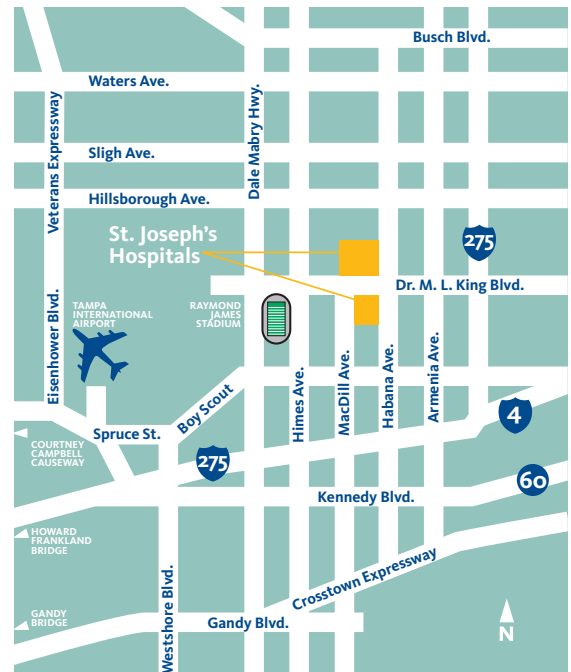 Busch Blvd.
Waters Ave.
Veterans Expressway
Dale Mabry Hwy.
Sligh Ave.
Hillsborough Ave.
St. Joseph's
Hospitals
275
Dr. M. L. King Blvd.
Eisenhower Blvd.
TAMPA
INTERNATIONAL
AIRPORT
RAYMOND
JAMES
STADIUM
Himes Ave.
MacDill Ave.
Habana Ave.
Armenia Ave.
Boy Scout
4
Spruce St.
COURTNEY
CAMPBELL
CAUSEWAY
275
60
Kennedy Blvd.
HOWARD
FRANKLAND
BRIDGE
Crosstown Expressway
Westshore Blvd.
GANDY
BRIDGE
Gandy Blvd.
N